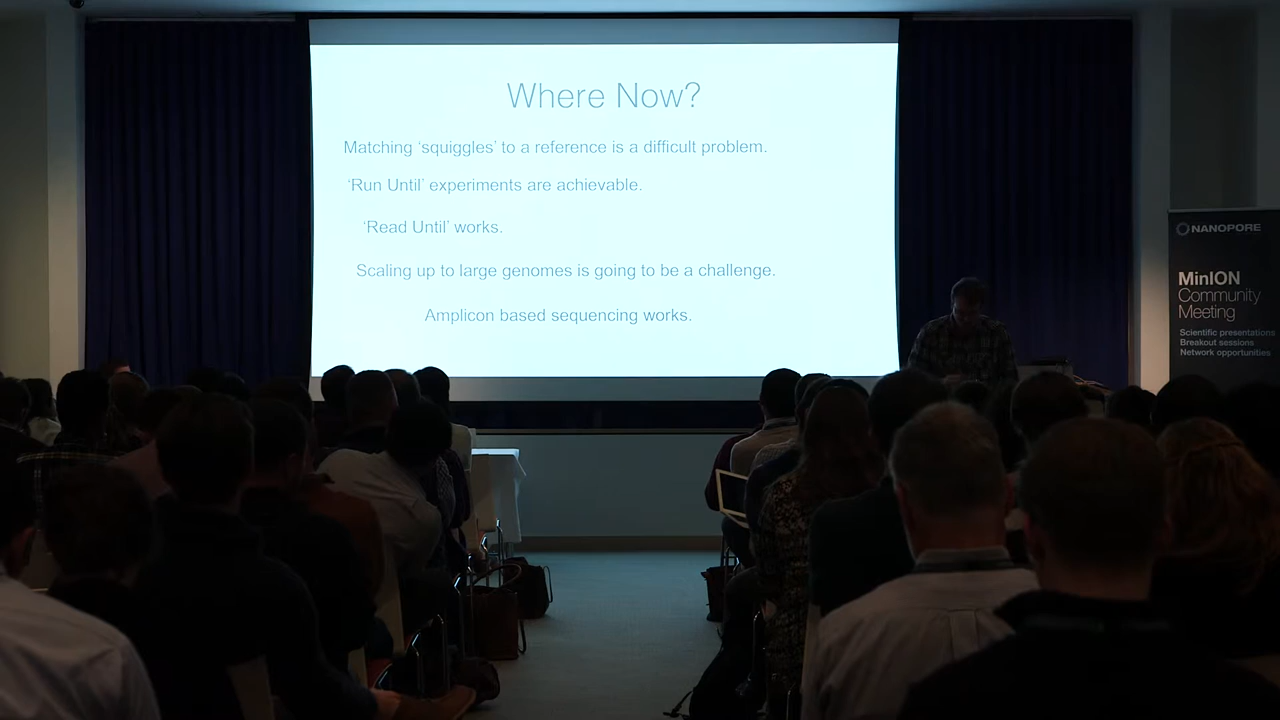 Where Now?
Matching 'squiggles' to a reference is a difficult problem.
'Run Until' experiments are achievable.
'Read Until' works.
Scaling up to large genomes is going to be a challenge.
Amplicon based sequencing works.
NANOPORE
MinION
Community
Meeting
Scientific presentations
Breakout sessions
Network opportunities